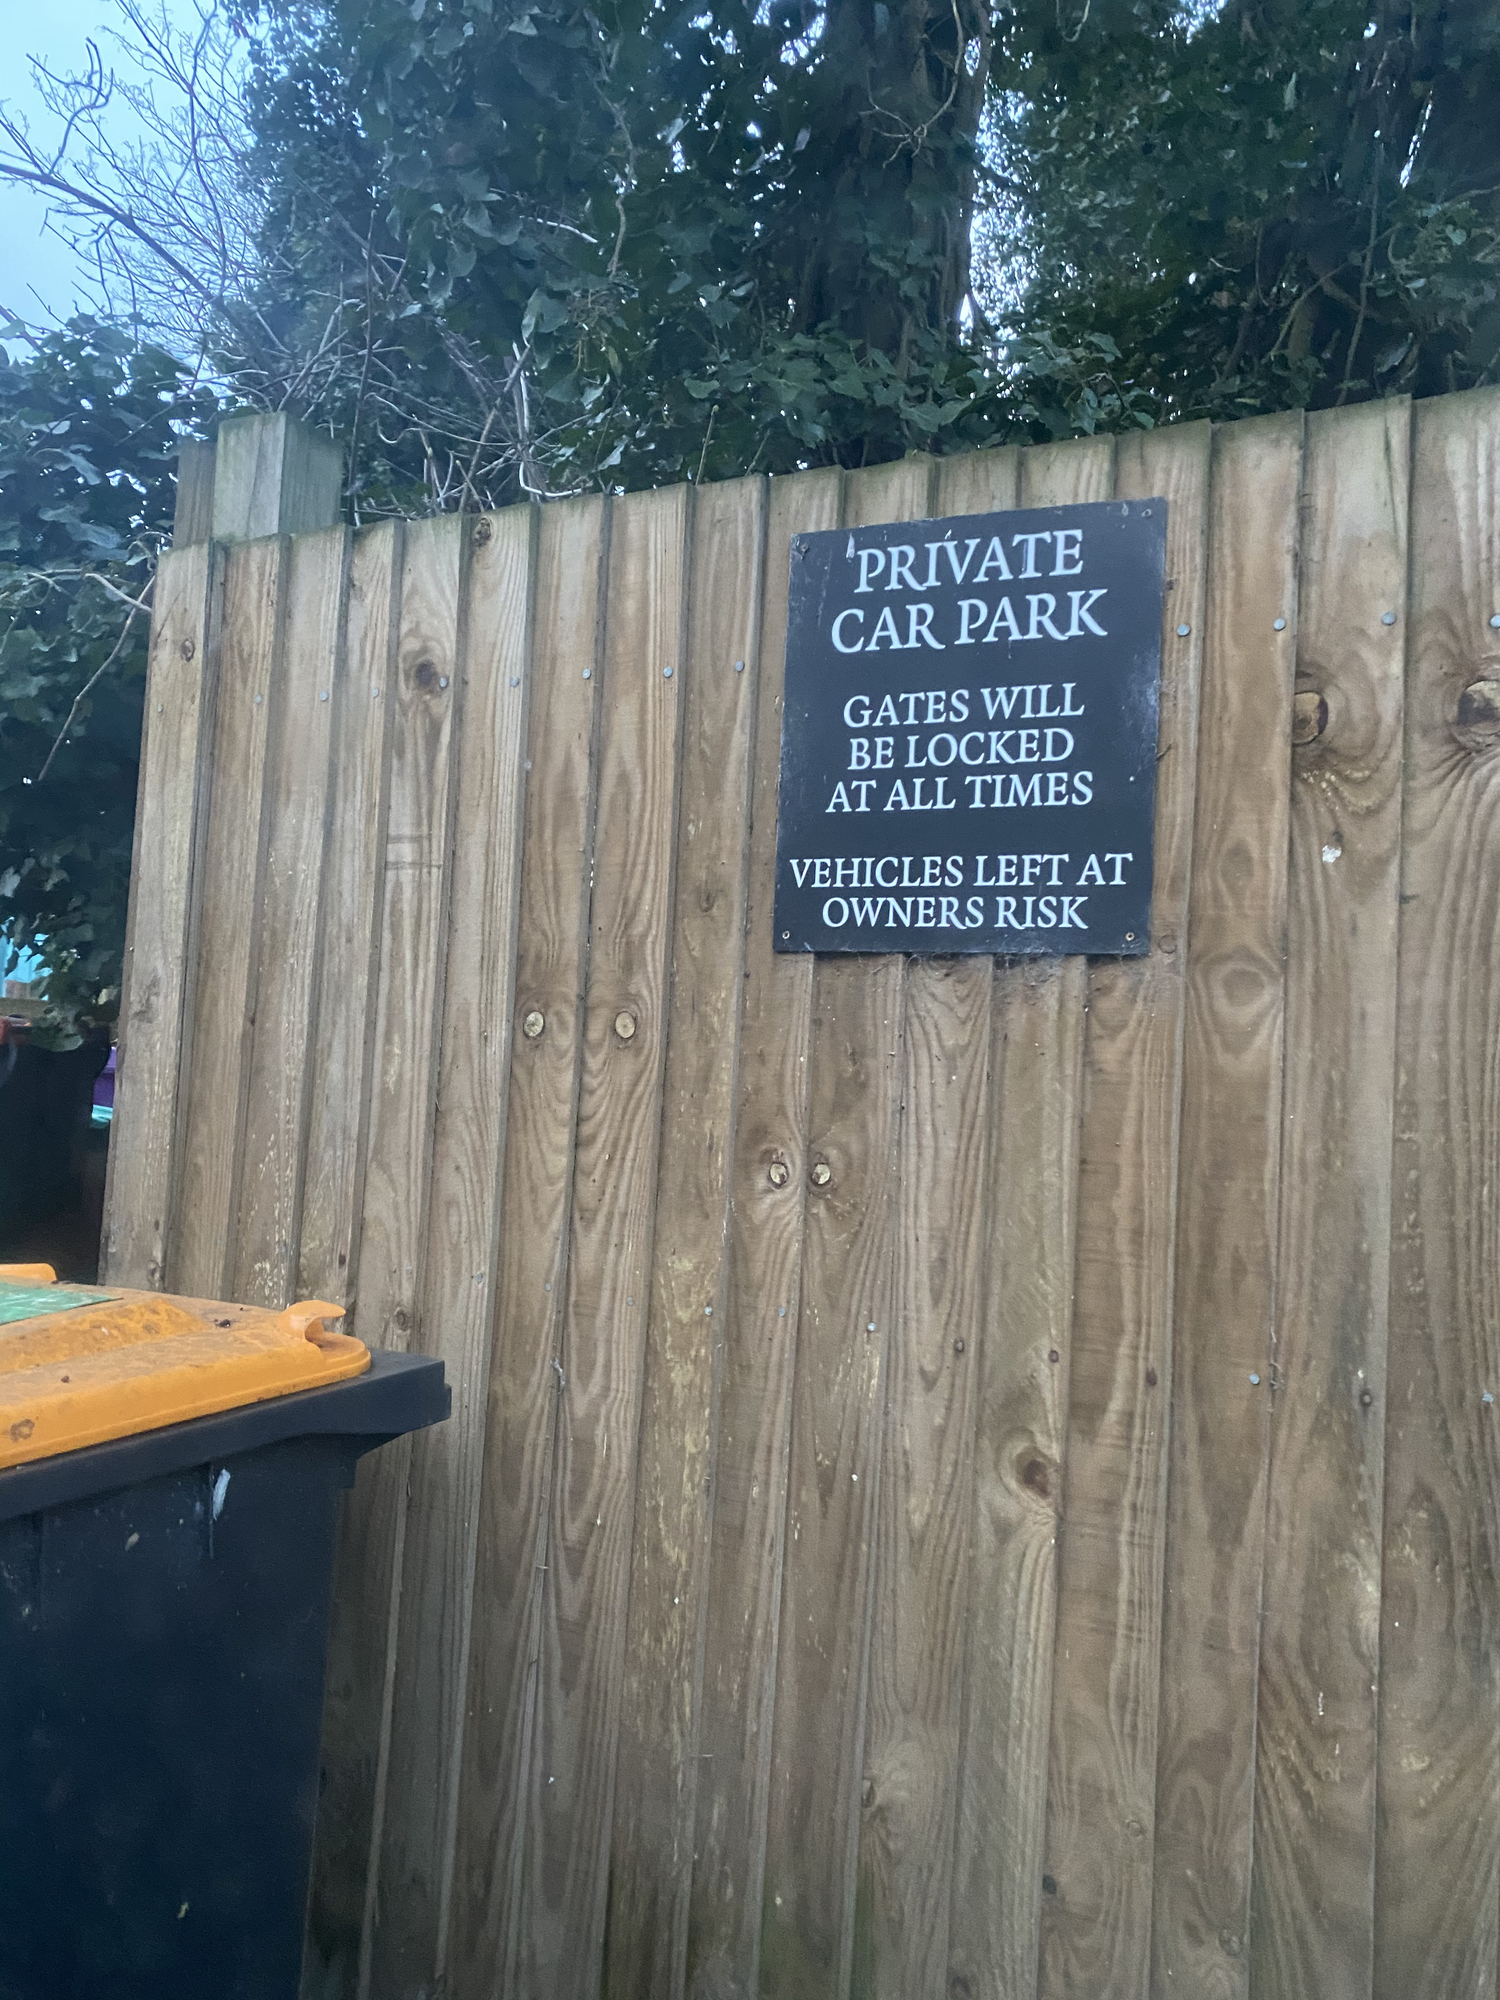 PRIVATE
CAR PARK
GATES WILL
BE LOCKED
AT ALL TIMES
VEHICLES LEFT AT
OWNERS RISK